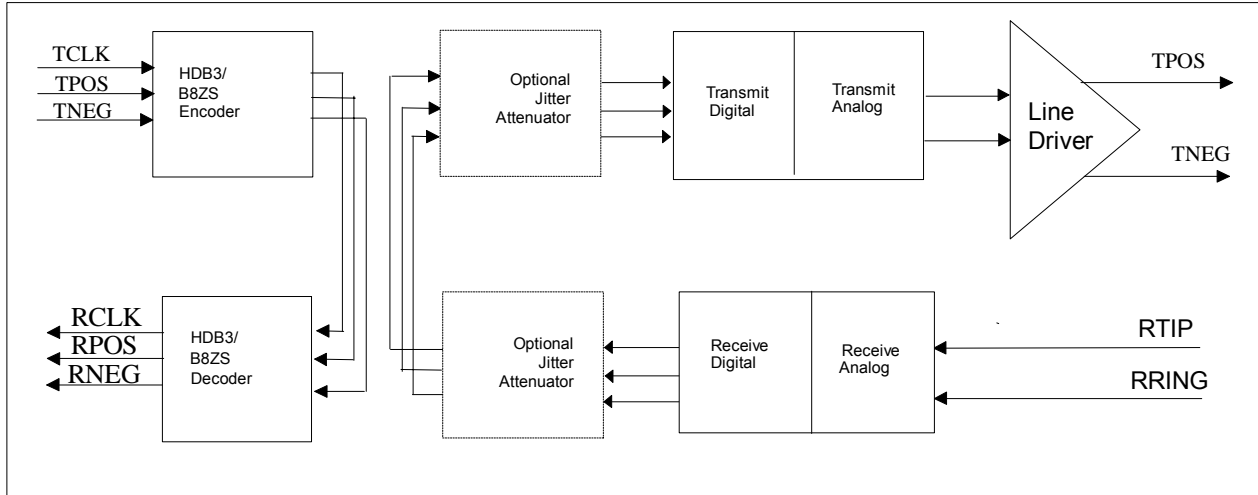 TCLK
TPOS
TNEG
HDB3/
B8ZS
Encoder
Optional
Jitter
Attenuator
Transmit
Digital
Transmit
Analog
Line
Driver
TPOS
TNEG
RCLK
RPOS
RNEG
HDB3/
B8ZS
Decoder
Optional
Jitter
Attenuator
Receive
Digital
Receive
Analog
RTIP
RRING